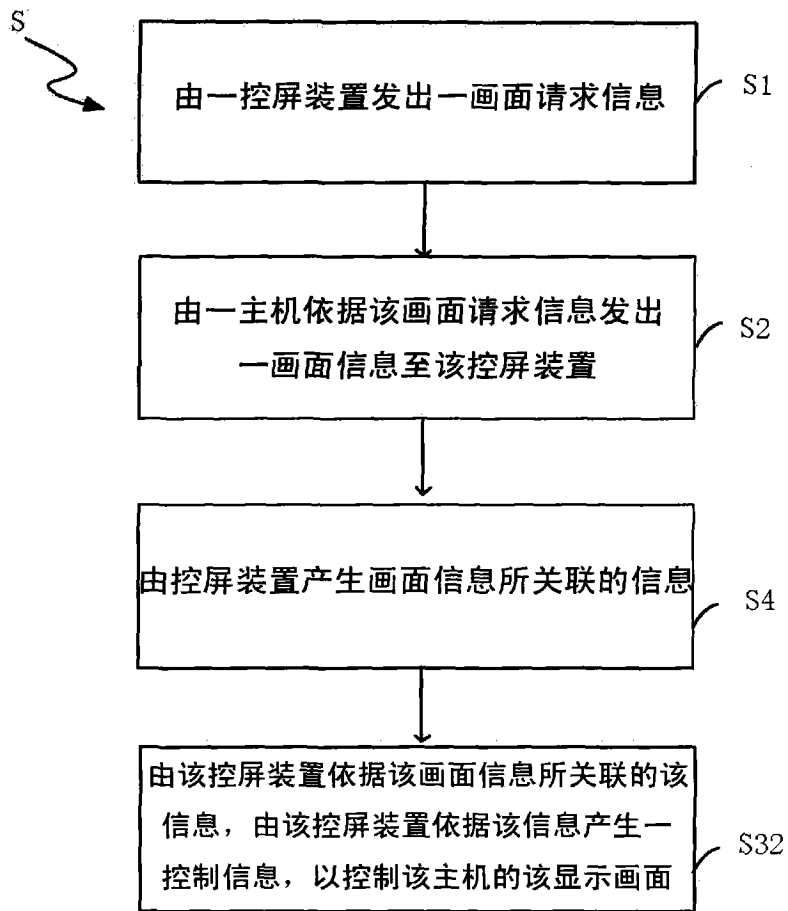 S
由一控屏装置发出一画面请求信息
S1
由一主机依据该画面请求信息发出
一画面信息至该控屏装置
S2
由控屏装置产生画面信息所关联的信息
S4
由该控屏装置依据该画面信息所关联的该
信息，由该控屏装置依据该信息产生一
控制信息，以控制该主机的该显示画面
S32